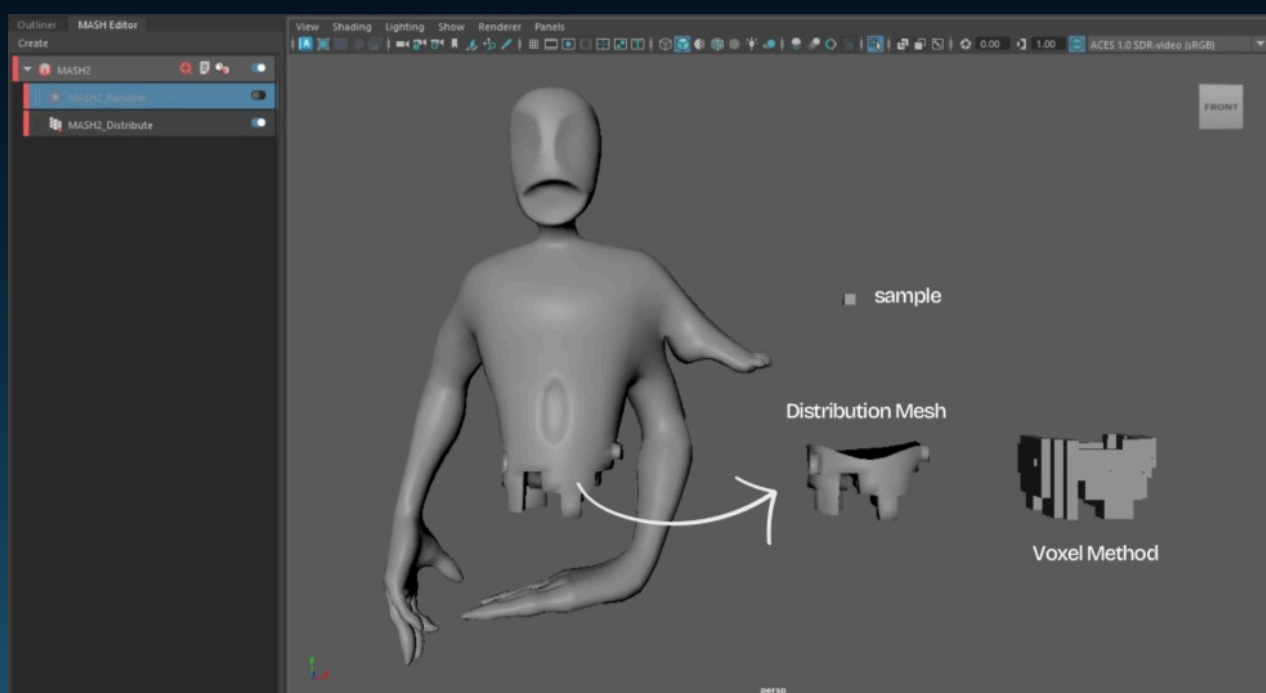 Outliner MASH Editor
Create
MASH2
MASH2_Random
MASH2_Distribute
View Shading Lighting Show Renderer Panels
0.00 1.00 ACES 1.0 SDR-video (sRGB)
FRONT
sample
Distribution Mesh
Voxel Method
persp